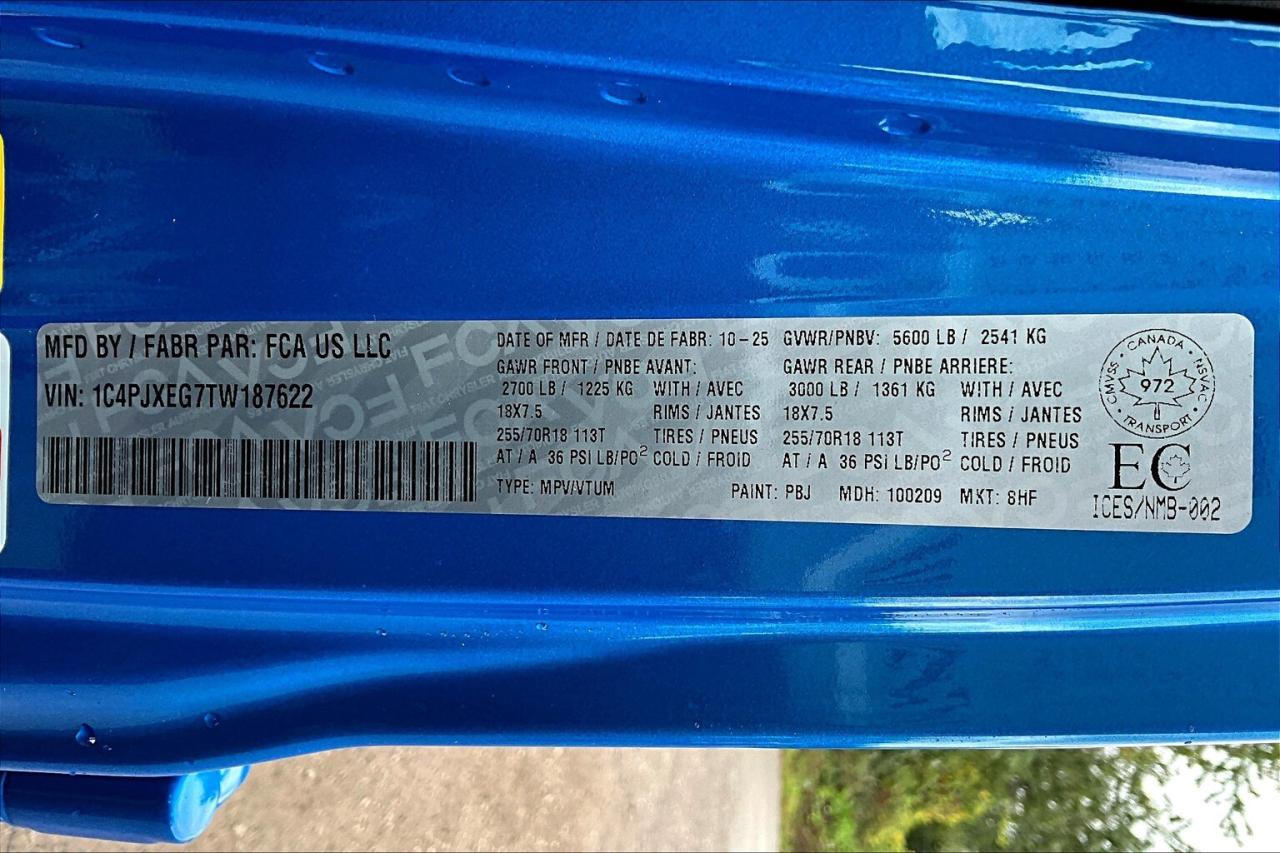 MFD BY / FABR PAR: FCA US LLC
VIN: 1C4PJXEG7TW187622
DATE OF MFR / DATE DE FABR: 10-25
GVWR/PNBV: 5600 LB / 2541 KG
GAWR FRONT / PNBE AVANT:
2700 LB / 1225 KG WITH / AVEC
18X7.5 RIMS / JANTES
255/70R18 113T TIRES / PNEUS
AT / A 36 PSI LB/PO² COLD / FROID
GAWR REAR / PNBE ARRIERE:
3000 LB / 1361 KG WITH / AVEC
18X7.5 RIMS / JANTES
255/70R18 113T TIRES / PNEUS
AT / A 36 PSI LB/PO² COLD / FROID
TYPE: MPV/VTUM PAINT: PBJ MDH: 100209 MKT: 8HF
CMVSS · CANADA · NSVAC
972
TRANSPORT
EC
ICES/NMB-002